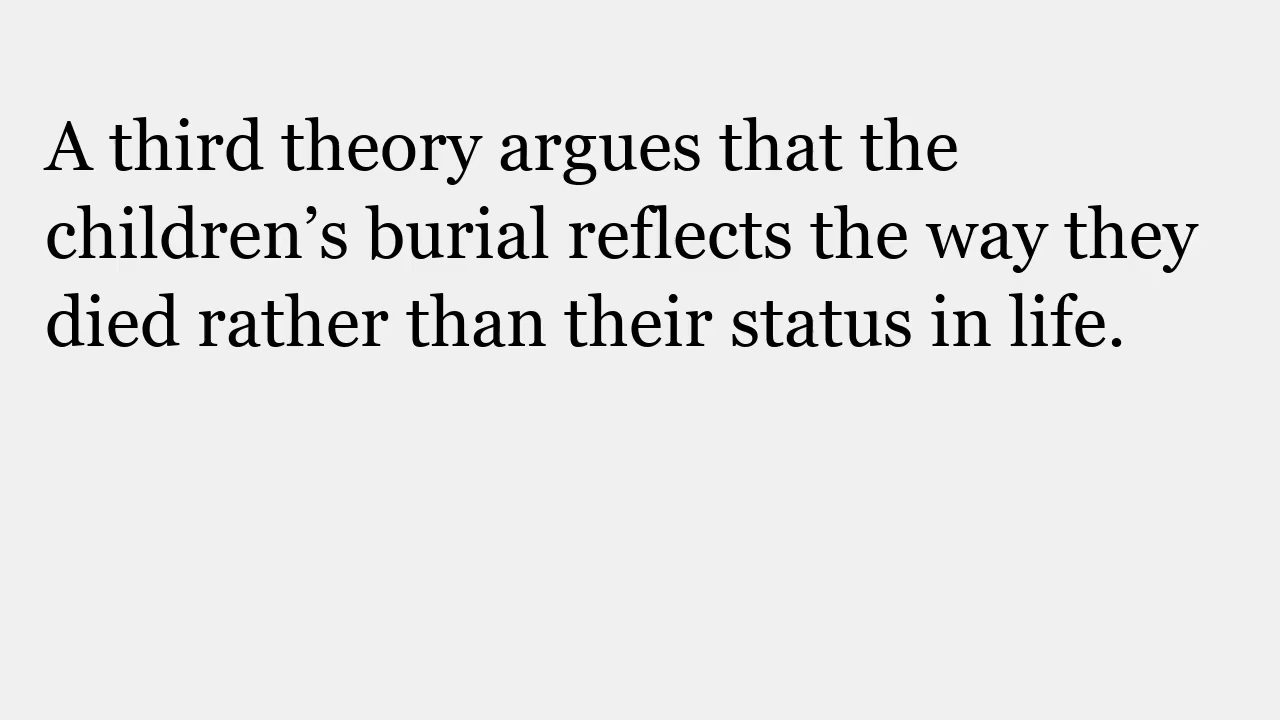 A third theory argues that the
children’s burial reflects the way they
died rather than their status in life.